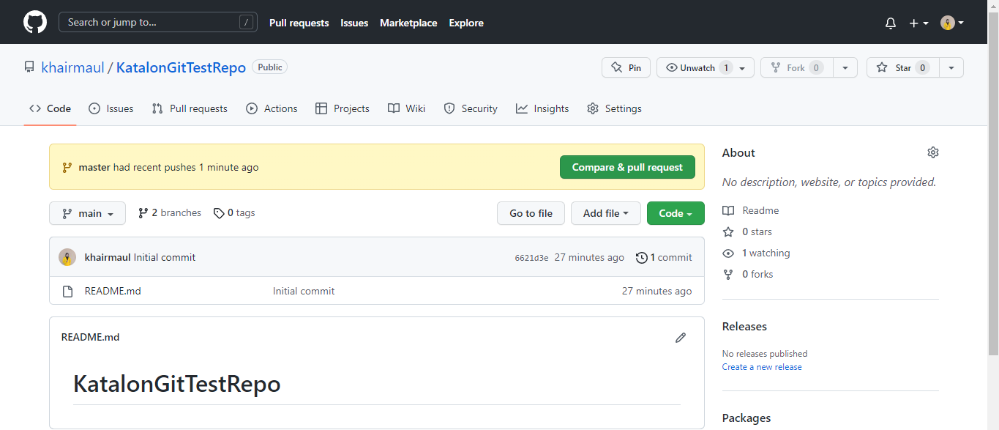 Search or jump to... /
Pull requests Issues Marketplace Explore
khairmaul / KatalonGitTestRepo Public
Pin Unwatch 1 Fork 0 Star 0
Code Issues Pull requests Actions Projects Wiki Security Insights Settings
master had recent pushes 1 minute ago
Compare & pull request
main 2 branches 0 tags
Go to file Add file Code
khairmaul Initial commit 6621d3e 27 minutes ago 1 commit
README.md Initial commit 27 minutes ago
README.md
KatalonGitTestRepo
About
No description, website, or topics provided.
Readme
0 stars
1 watching
0 forks
Releases
No releases published
Create a new release
Packages